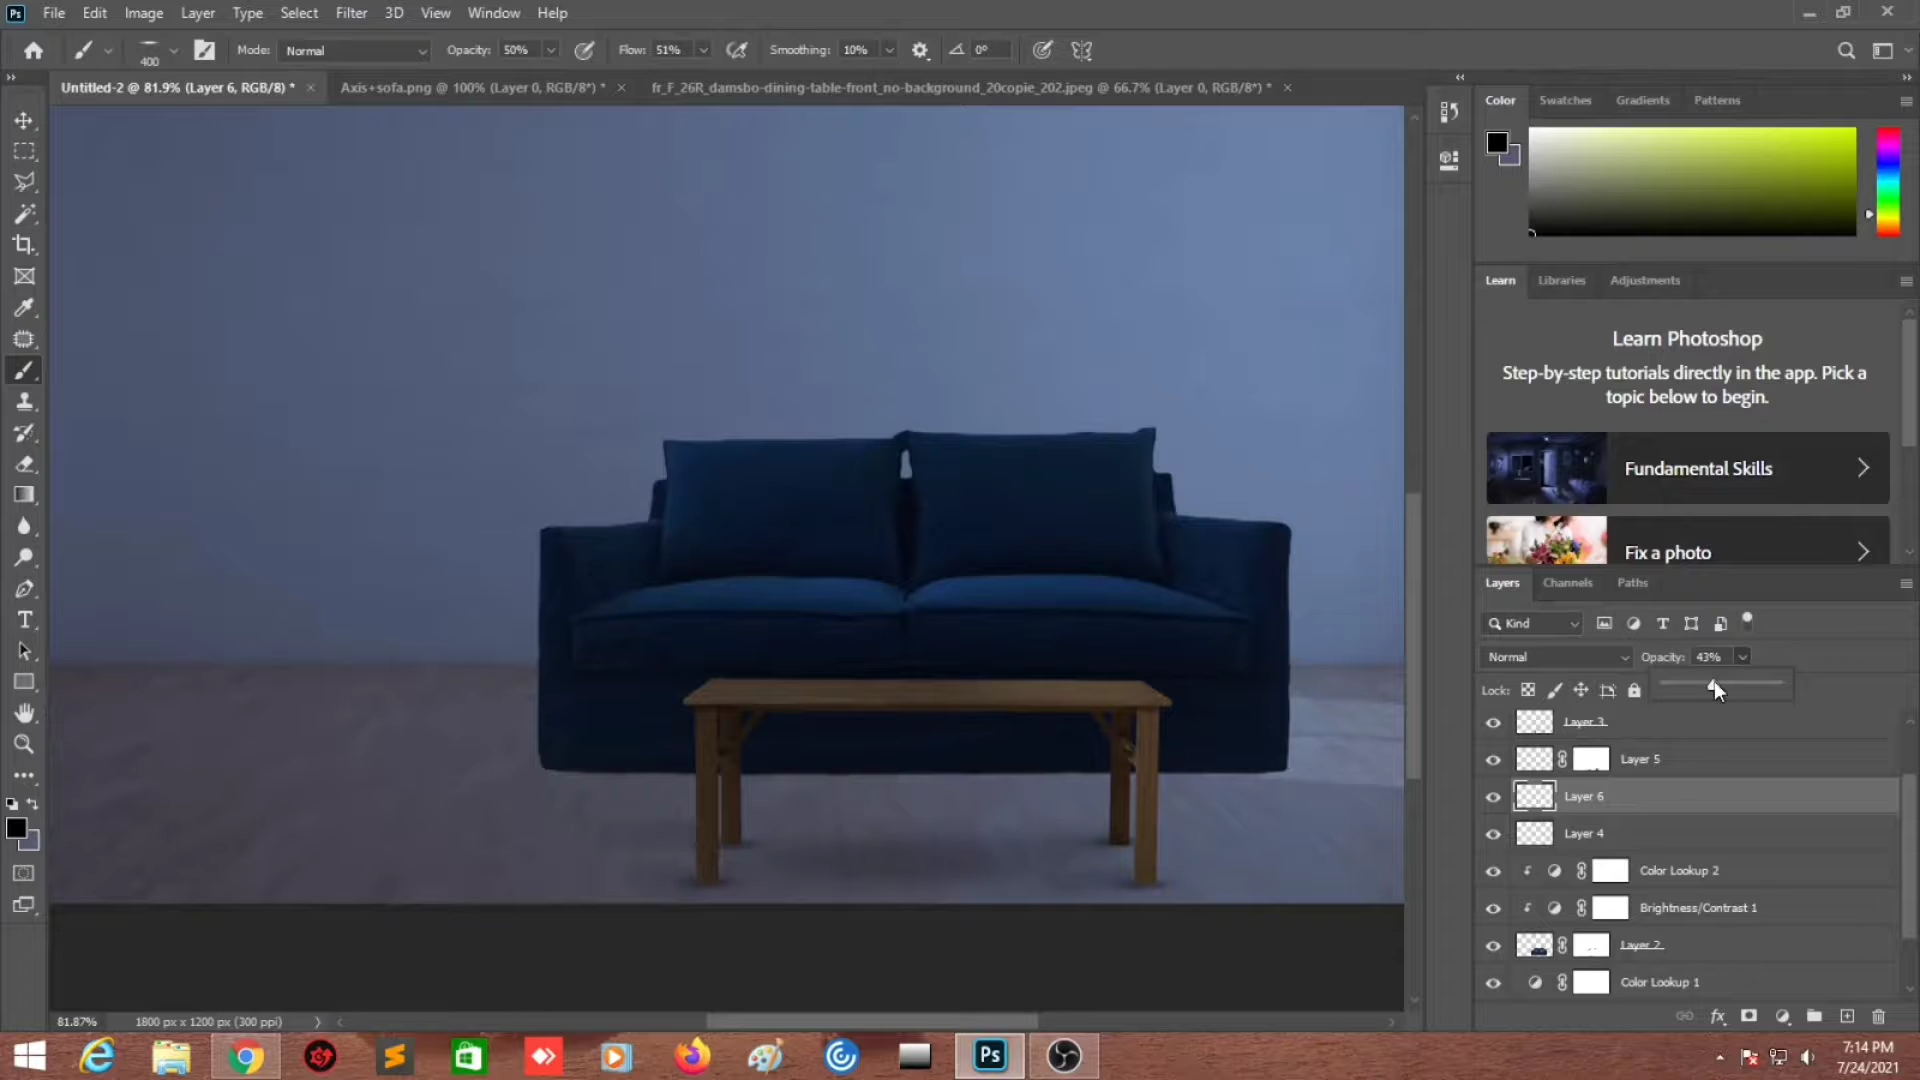 Ps File Edit Image Layer Type Select Filter 3D View Window Help
400 Mode: Normal Opacity: 50% Flow: 51% Smoothing: 10% 0°
Untitled-2 @ 81.9% (Layer 6, RGB/8) * Axis+sofa.png @ 100% (Layer 0, RGB/8*) * fr_F_26R_damsbo-dining-table-front_no-background_20copie_202.jpeg @ 66.7% (Layer 0, RGB/8*) *
Color Swatches Gradients Patterns
Learn Libraries Adjustments
Learn Photoshop
Step-by-step tutorials directly in the app. Pick a
topic below to begin.
Fundamental Skills
Fix a photo
Layers Channels Paths
Kind
Normal Opacity: 43%
Lock:
Layer 3
Layer 5
Layer 6
Layer 4
Color Lookup 2
Brightness/Contrast 1
Layer 2
Color Lookup 1
81.87% 1800 px x 1200 px (300 ppi)
Ps
7:14 PM
7/24/2021